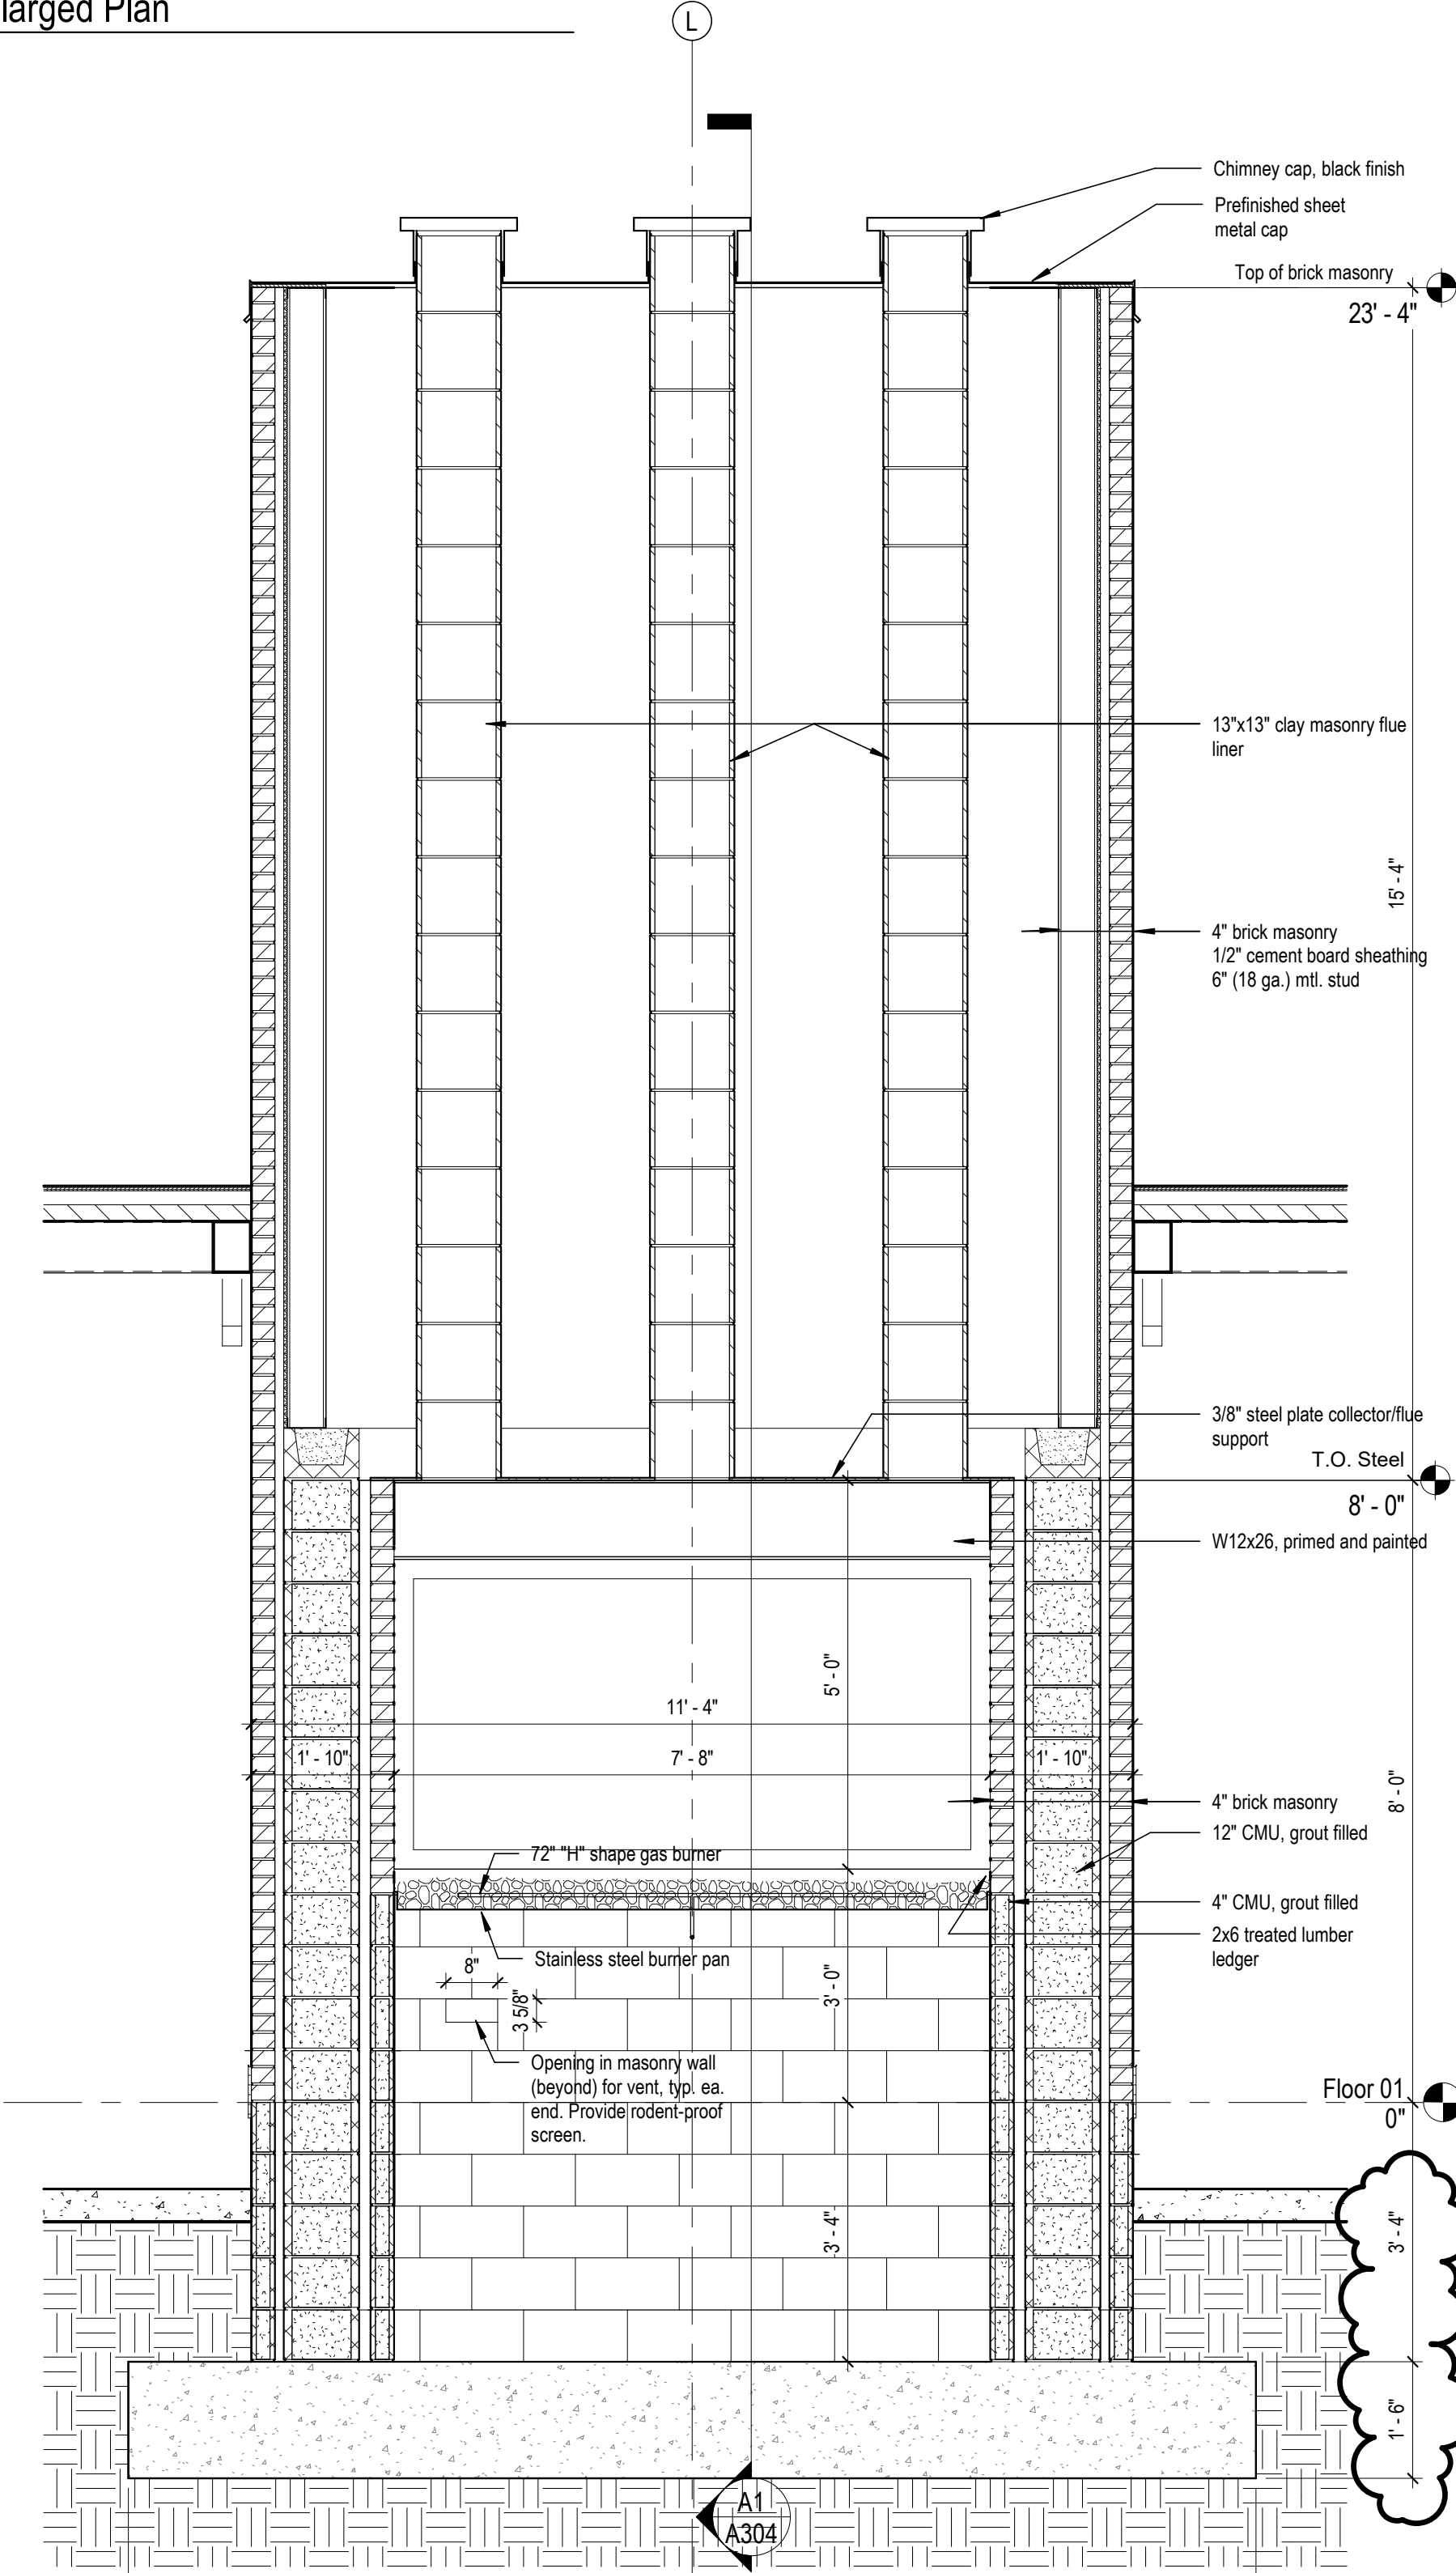 larged Plan
L
Chimney cap, black finish
Prefinished sheet
metal cap
Top of brick masonry
23' - 4"
13"x13" clay masonry flue
liner
15' - 4"
4" brick masonry
1/2" cement board sheathing
6" (18 ga.) mtl. stud
3/8" steel plate collector/flue
support
T.O. Steel
8' - 0"
W12x26, primed and painted
5' - 0"
11' - 4"
1' - 10"
7' - 8"
1' - 10"
8' - 0"
4" brick masonry
12" CMU, grout filled
72" "H" shape gas burner
4" CMU, grout filled
2x6 treated lumber
ledger
Stainless steel burner pan
8"
3 5/8"
3' - 0"
Opening in masonry wall
(beyond) for vent, typ. ea.
end. Provide rodent-proof
screen.
Floor 01
0"
3' - 4"
3' - 4"
1' - 6"
A1
A304